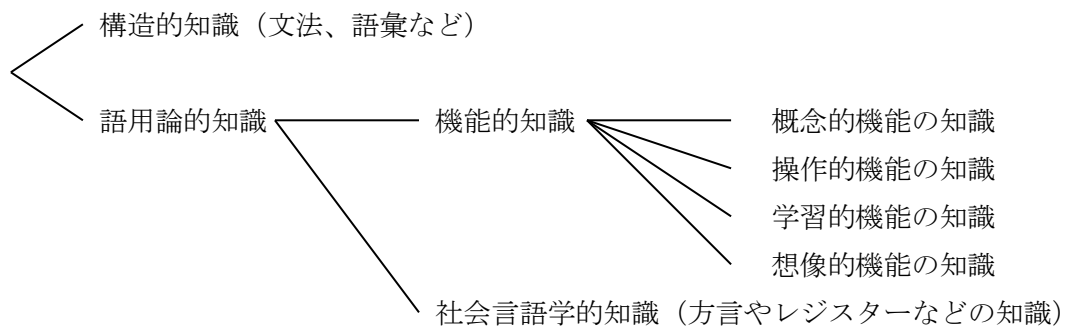 構造的知識（文法、語彙など）
語用論的知識 機能的知識 概念的機能の知識
操作的機能の知識
学習的機能の知識
想像的機能の知識
社会言語学的知識（方言やレジスターなどの知識）